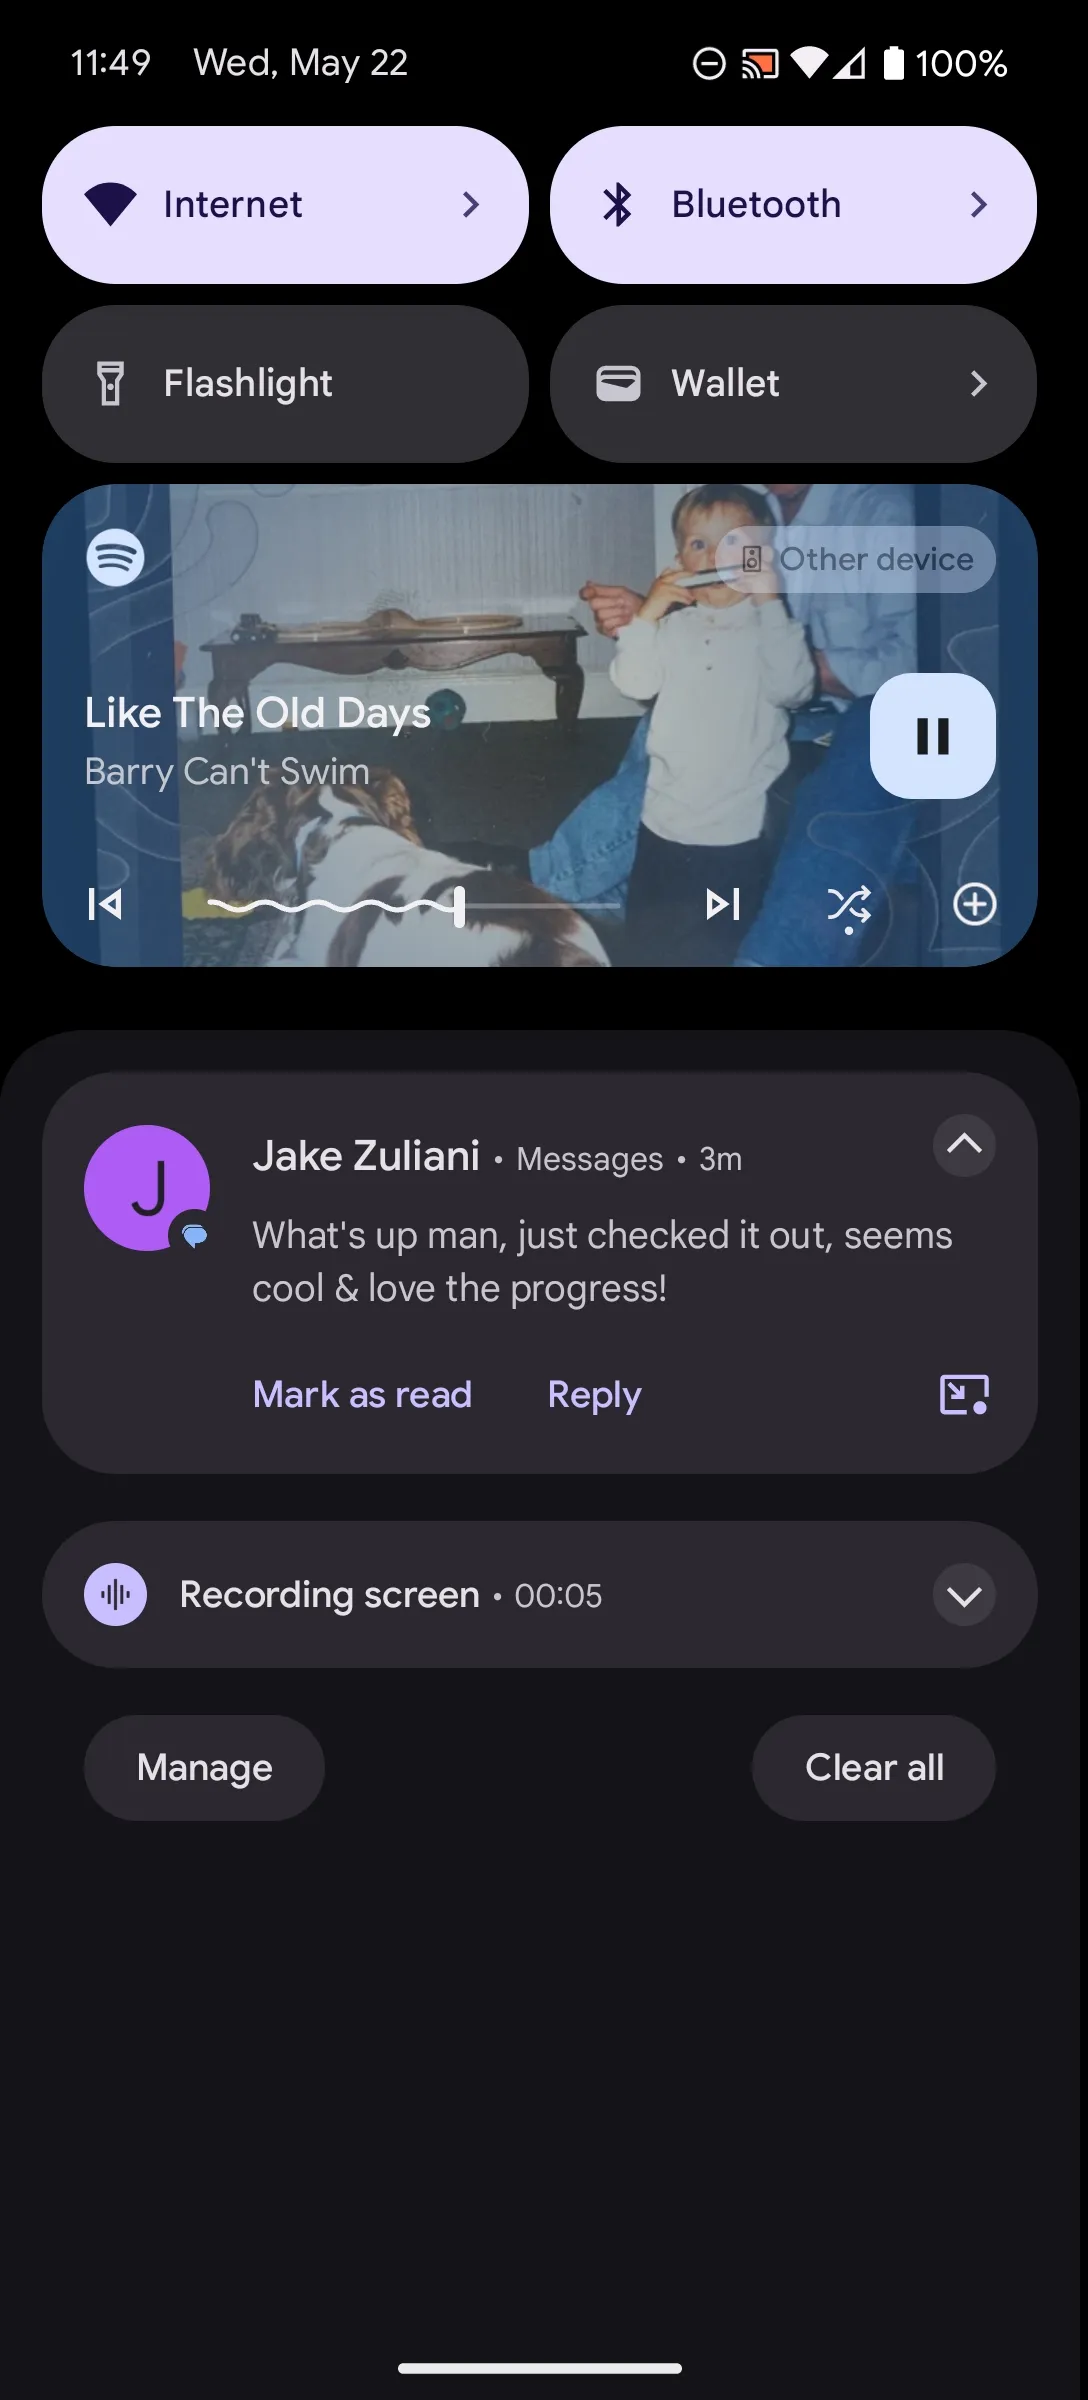 11:49 Wed, May 22 100%
Internet Bluetooth
Flashlight Wallet
Other device
Like The Old Days
Barry Can't Swim
J
Jake Zuliani • Messages • 3m
What's up man, just checked it out, seems
cool & love the progress!
Mark as read Reply
Recording screen • 00:05
Manage Clear all